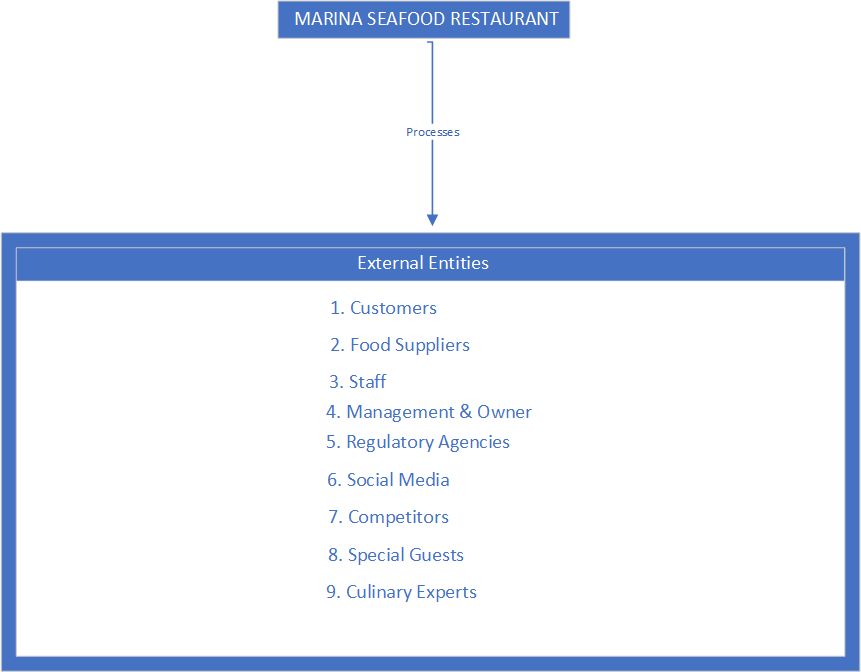 MARINA SEAFOOD RESTAURANT
Processes
External Entities
1. Customers
2. Food Suppliers
3. Staff
4. Management & Owner
5. Regulatory Agencies
6. Social Media
7. Competitors
8. Special Guests
9. Culinary Experts